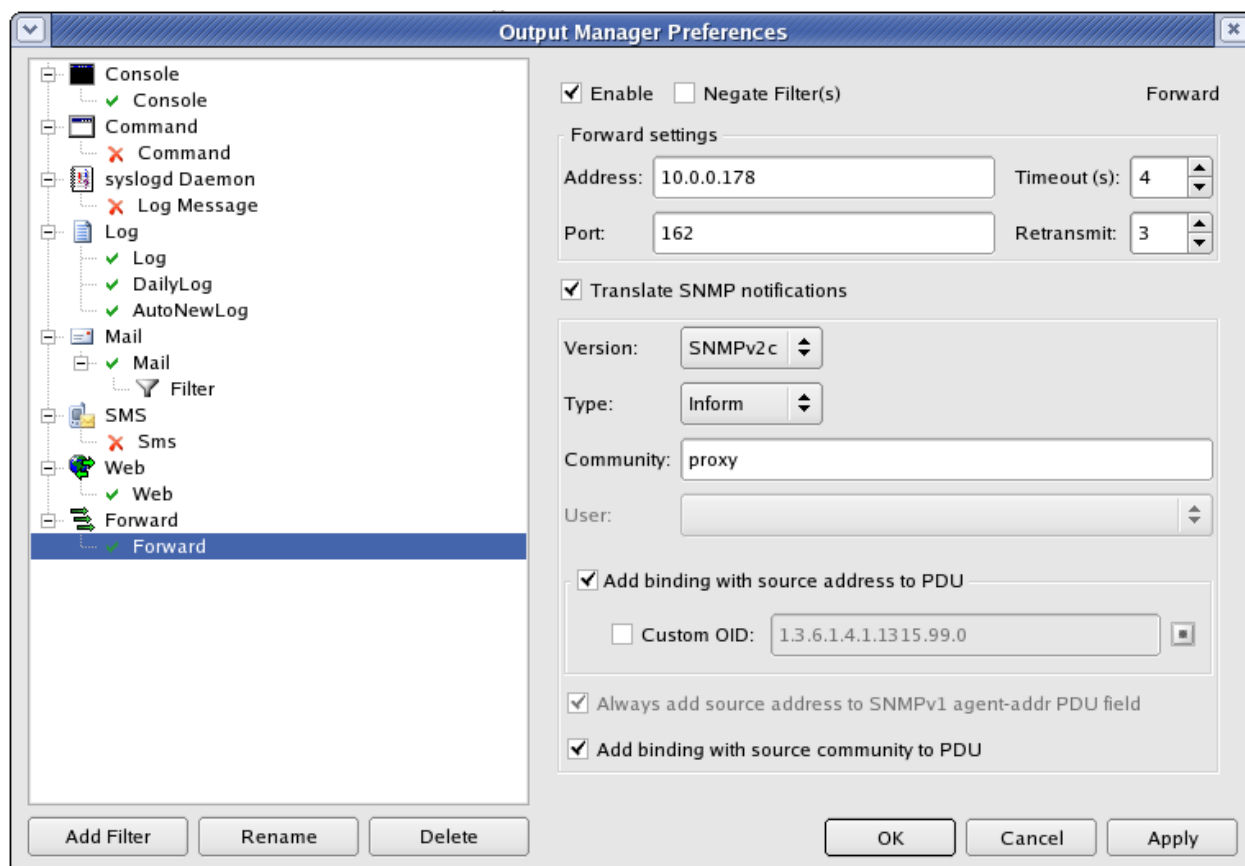 Output Manager Preferences
Console
Console
Command
Command
syslogd Daemon
Log Message
Log
Log
DailyLog
AutoNewLog
Mail
Mail
Filter
SMS
Sms
Web
Web
Forward
Forward
Add Filter Rename Delete
Enable Negate Filter(s) Forward
Forward settings
Address: 10.0.0.178 Timeout (s): 4
Port: 162 Retransmit: 3
Translate SNMP notifications
Version: SNMPv2c
Type: Inform
Community: proxy
User:
Add binding with source address to PDU
Custom OID: 1.3.6.1.4.1.1315.99.0
Always add source address to SNMPv1 agent-addr PDU field
Add binding with source community to PDU
OK Cancel Apply